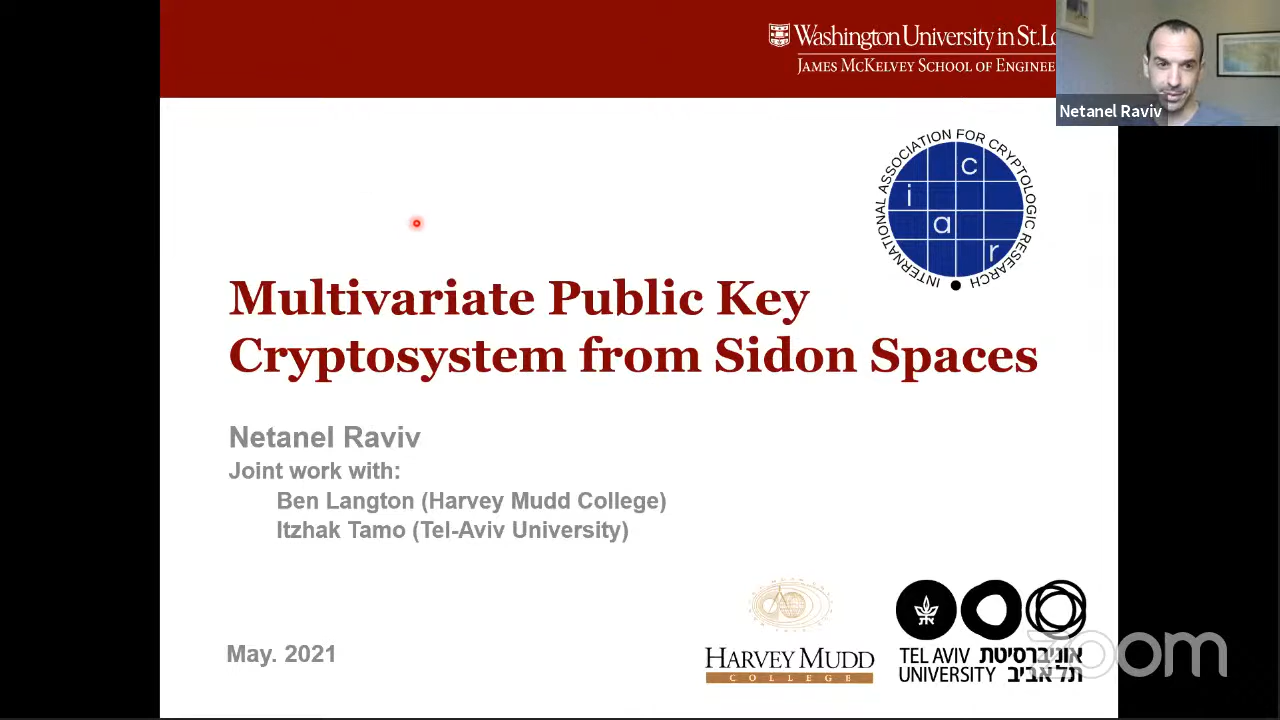 Washington University in St. Lo
JAMES MCKELVEY SCHOOL OF ENGINEE
Netanel Raviv
INTERNATIONAL ASSOCIATION FOR CRYPTOLOGIC RESEARCH
i a c r
Multivariate Public Key
Cryptosystem from Sidon Spaces
Netanel Raviv
Joint work with:
Ben Langton (Harvey Mudd College)
Itzhak Tamo (Tel-Aviv University)
May. 2021
HARVEY MUDD
COLLEGE
TEL AVIV אוניברסיטת
UNIVERSITY תל אביב
zoom